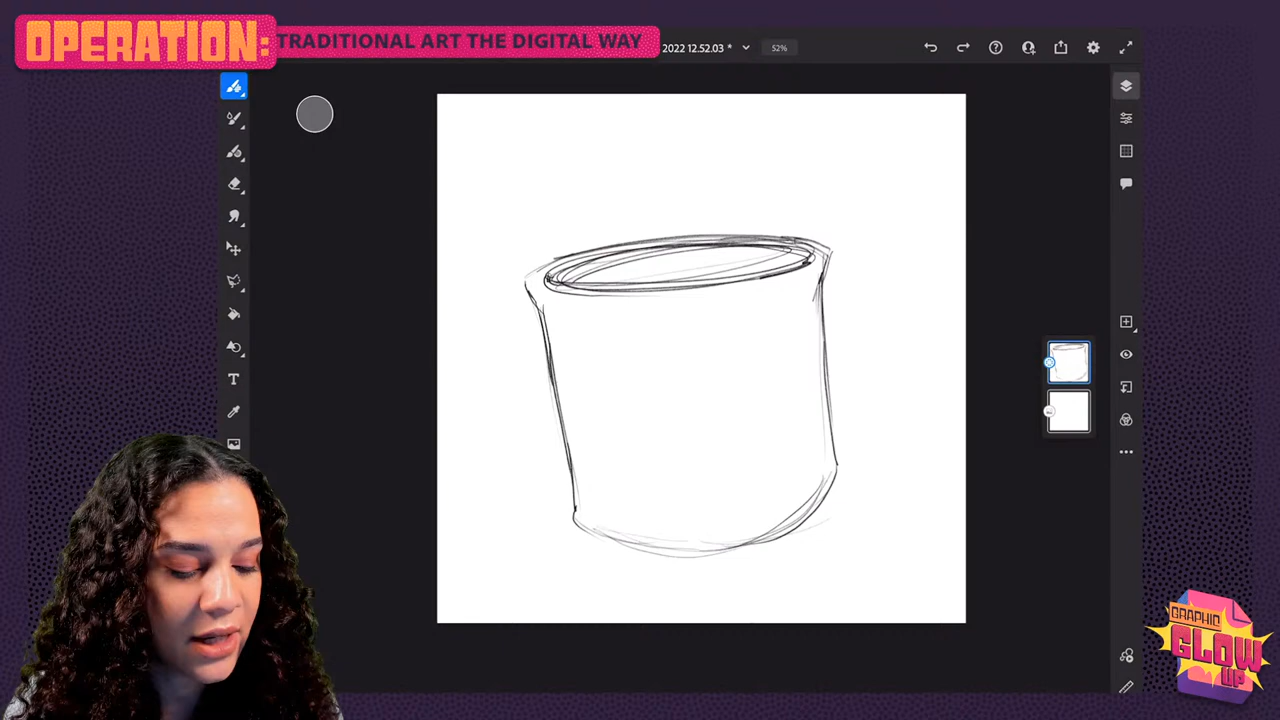 OPERATION:
TRADITIONAL ART THE DIGITAL WAY
2022 12.52.03 *
52%
T
GRAPHIC
GLOW
UP